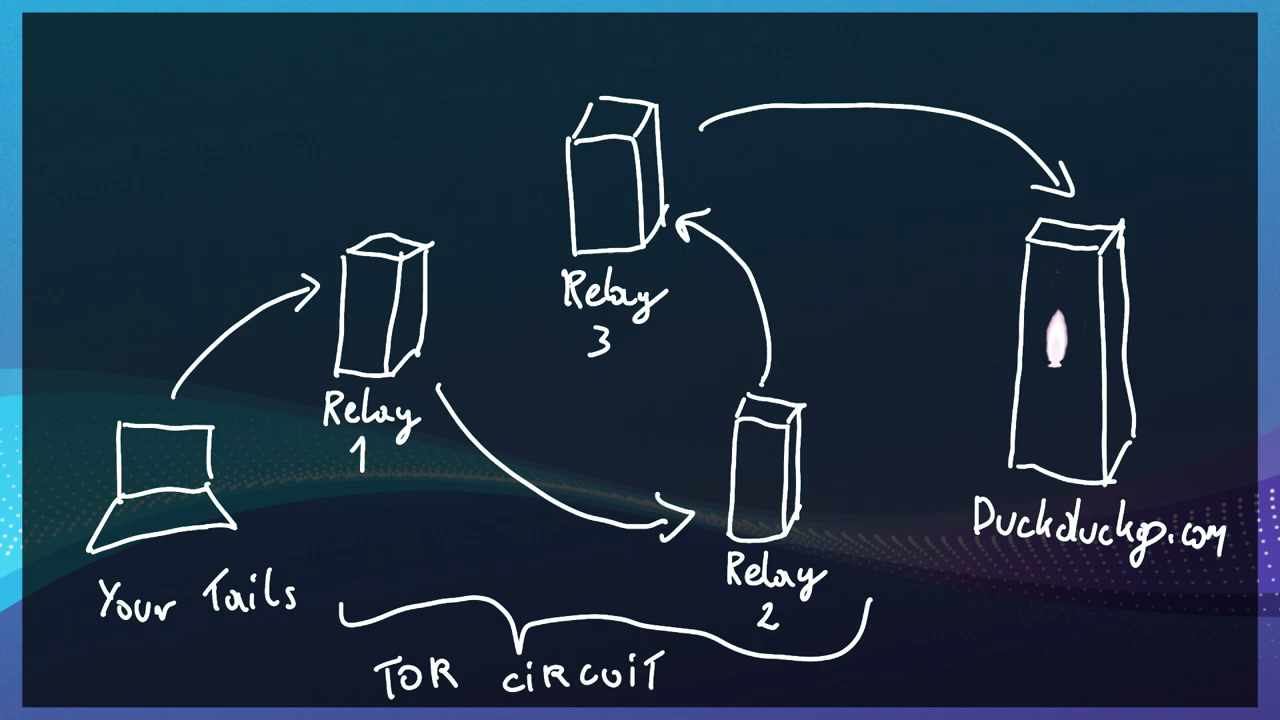 Relay
3
Relay
1
Duckduckgo.com
Relay
2
Your Tails
TOR CIRCUIT